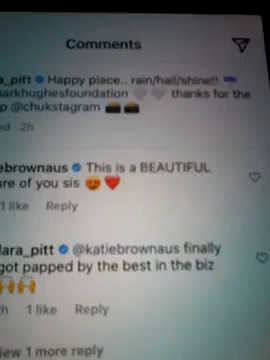 Comments
a_pitt Happy place.. rain/hail/shine!!
arkhughesfoundation 🤍🤍 thanks for the
p @chukstagram 📸📸
ed · 2h
ebrownaus This is a BEAUTIFUL
ure of you sis 😍❤️
1 like Reply
lara_pitt @katiebrownaus finally
got papped by the best in the biz
🙌🙌
h 1 like Reply
iew 1 more reply